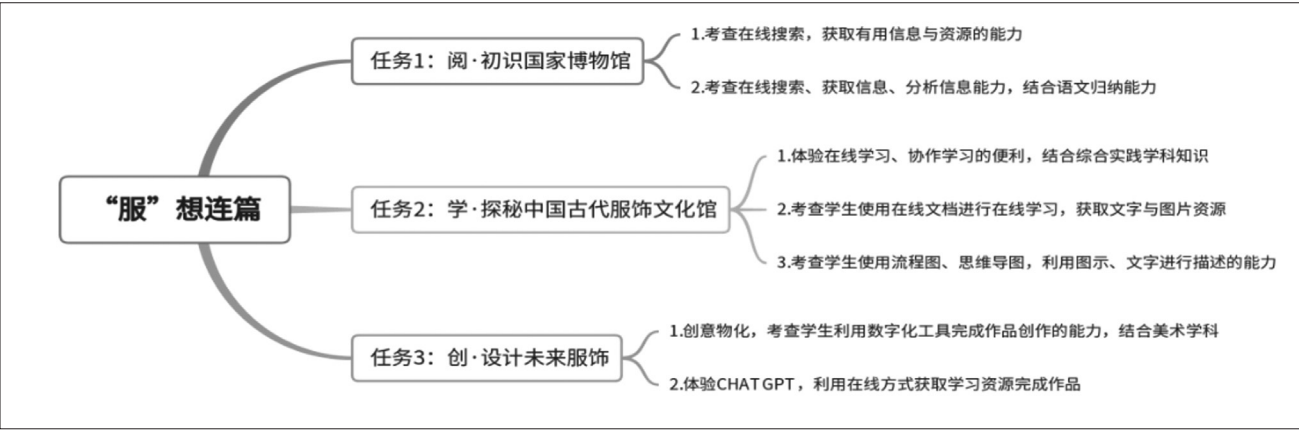 “服”想连篇
任务1：阅·初识国家博物馆
1.考查在线搜索，获取有用信息与资源的能力
2.考查在线搜索、获取信息、分析信息能力，结合语文归纳能力
任务2：学·探秘中国古代服饰文化馆
1.体验在线学习、协作学习的便利，结合综合实践学科知识
2.考查学生使用在线文档进行在线学习，获取文字与图片资源
3.考查学生使用流程图、思维导图，利用图示、文字进行描述的能力
任务3：创·设计未来服饰
1.创意物化，考查学生利用数字化工具完成作品创作的能力，结合美术学科
2.体验CHATGPT，利用在线方式获取学习资源完成作品